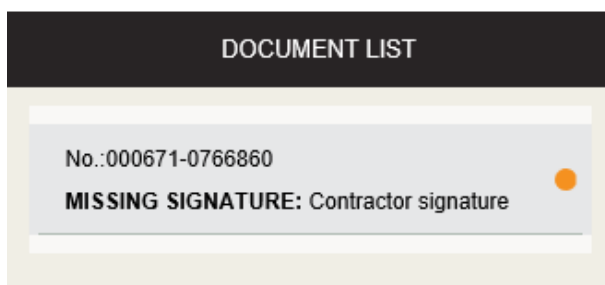 DOCUMENT LIST
No.:000671-0766860
MISSING SIGNATURE: Contractor signature